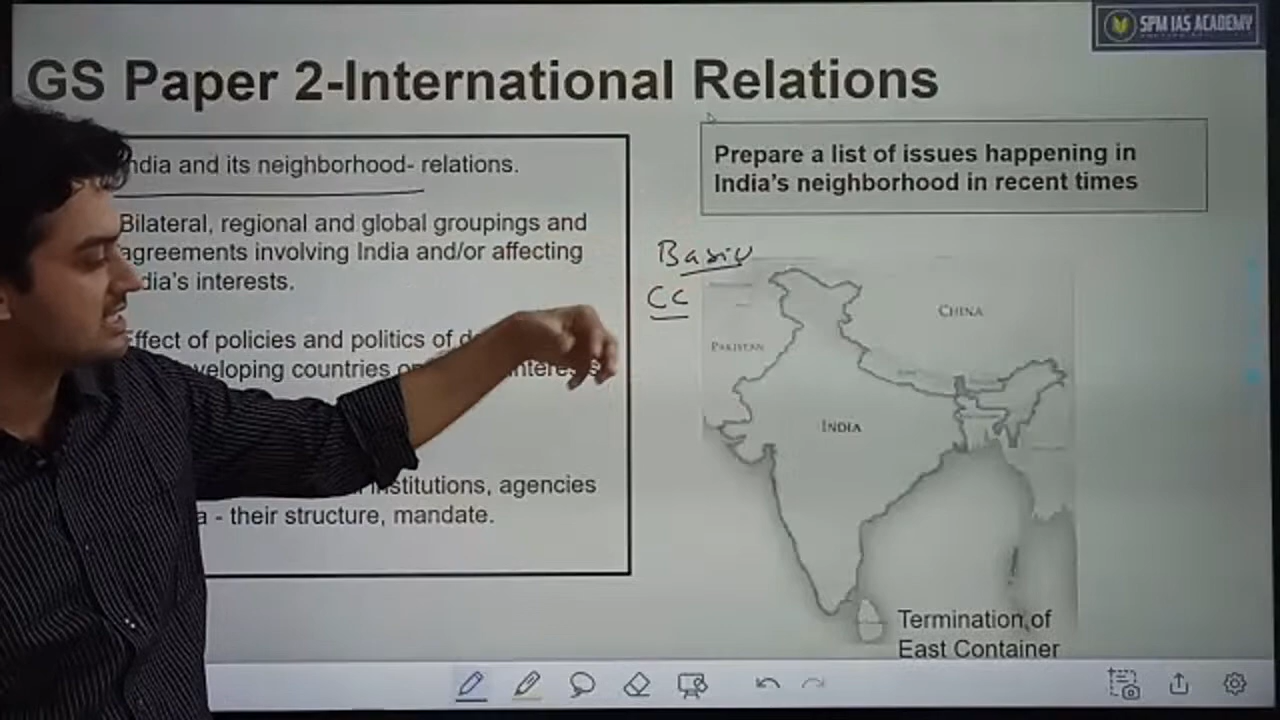 SPM IAS ACADEMY
GS Paper 2-International Relations
ndia and its neighborhood- relations.
Bilateral, regional and global groupings and
agreements involving India and/or affecting
dia's interests.
Effect of policies and politics of
veloping countries
institutions, agencies
- their structure, mandate.
Prepare a list of issues happening in
India's neighborhood in recent times
Basic
CC
CHINA
PAKISTAN
INDIA
Termination of
East Container